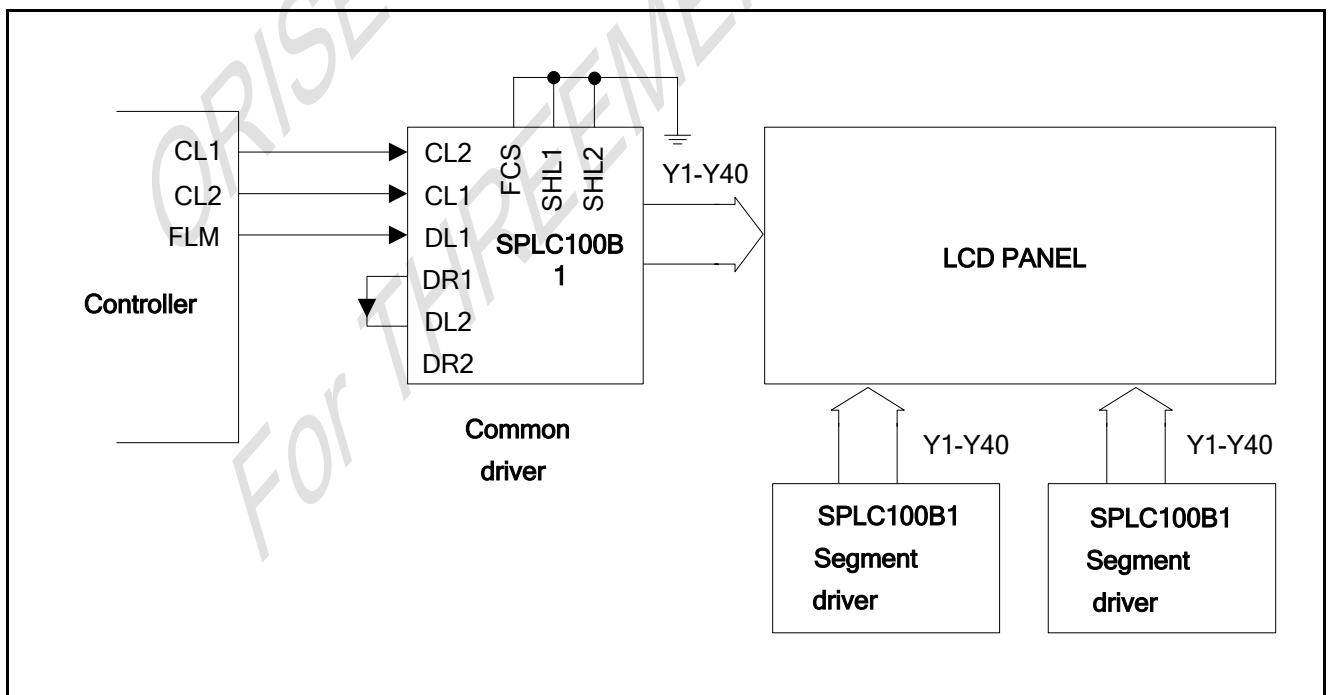 ORISE
For THREEME
CL1
CL2
FLM
Controller
CL2
CL1
DL1
DR1
DL2
DR2
FCS
SHL1
SHL2
SPLC100B
1
Common
driver
Y1-Y40
LCD PANEL
Y1-Y40
Y1-Y40
SPLC100B1
Segment
driver
SPLC100B1
Segment
driver